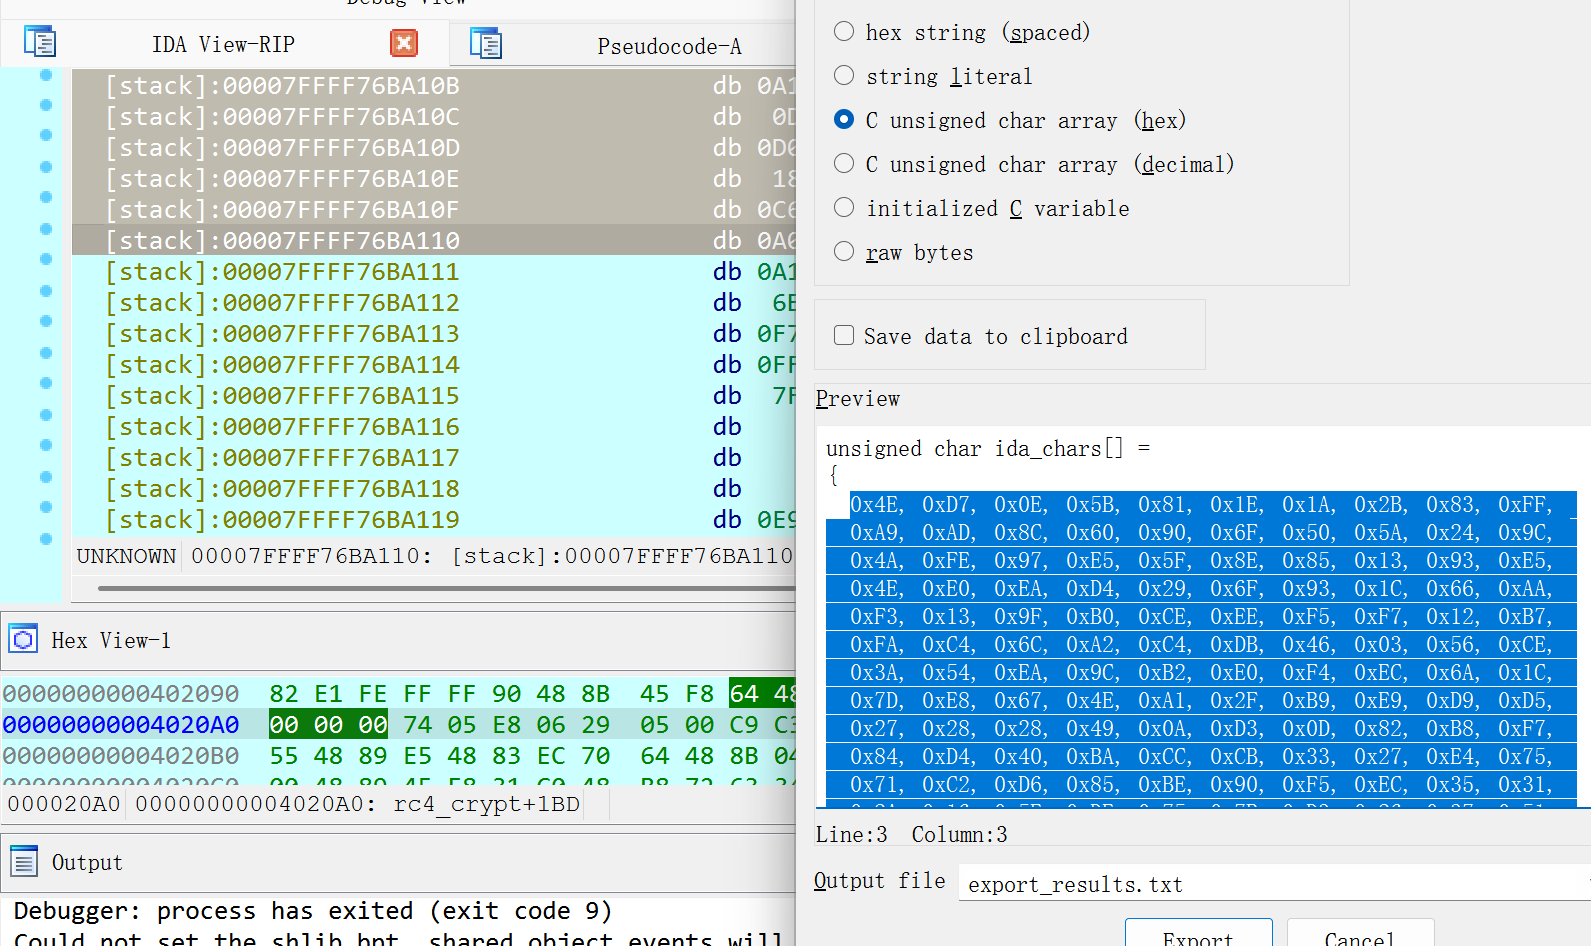 Debug View
IDA View-RIP
Pseudocode-A
[stack]:00007FFFF76BA10B db 0A1
[stack]:00007FFFF76BA10C db 0D
[stack]:00007FFFF76BA10D db 0D0
[stack]:00007FFFF76BA10E db 18
[stack]:00007FFFF76BA10F db 0C6
[stack]:00007FFFF76BA110 db 0A0
[stack]:00007FFFF76BA111 db 0A1
[stack]:00007FFFF76BA112 db 6E
[stack]:00007FFFF76BA113 db 0F7
[stack]:00007FFFF76BA114 db 0FF
[stack]:00007FFFF76BA115 db 7F
[stack]:00007FFFF76BA116 db
[stack]:00007FFFF76BA117 db
[stack]:00007FFFF76BA118 db
[stack]:00007FFFF76BA119 db 0E9
UNKNOWN 00007FFFF76BA110: [stack]:00007FFFF76BA110
Hex View-1
0000000000402090 82 E1 FE FF FF 90 48 8B 45 F8 64 48
00000000004020A0 00 00 00 74 05 E8 06 29 05 00 C9 C3
00000000004020B0 55 48 89 E5 48 83 EC 70 64 48 8B 04
000020A0 00000000004020A0: rc4_crypt+1BD
Output
Debugger: process has exited (exit code 9)
Could not set the shlib bpt, shared object events will
hex string (spaced)
string literal
C unsigned char array (hex)
C unsigned char array (decimal)
initialized C variable
raw bytes
Save data to clipboard
Preview
unsigned char ida_chars[] =
{
0x4E, 0xD7, 0x0E, 0x5B, 0x81, 0x1E, 0x1A, 0x2B, 0x83, 0xFF,
0xA9, 0xAD, 0x8C, 0x60, 0x90, 0x6F, 0x50, 0x5A, 0x24, 0x9C,
0x4A, 0xFE, 0x97, 0xE5, 0x5F, 0x8E, 0x85, 0x13, 0x93, 0xE5,
0x4E, 0xE0, 0xEA, 0xD4, 0x29, 0x6F, 0x93, 0x1C, 0x66, 0xAA,
0xF3, 0x13, 0x9F, 0xB0, 0xCE, 0xEE, 0xF5, 0xF7, 0x12, 0xB7,
0xFA, 0xC4, 0x6C, 0xA2, 0xC4, 0xDB, 0x46, 0x03, 0x56, 0xCE,
0x3A, 0x54, 0xEA, 0x9C, 0xB2, 0xE0, 0xF4, 0xEC, 0x6A, 0x1C,
0x7D, 0xE8, 0x67, 0x4E, 0xA1, 0x2F, 0xB9, 0xE9, 0xD9, 0xD5,
0x27, 0x28, 0x28, 0x49, 0x0A, 0xD3, 0x0D, 0x82, 0xB8, 0xF7,
0x84, 0xD4, 0x40, 0xBA, 0xCC, 0xCB, 0x33, 0x27, 0xE4, 0x75,
0x71, 0xC2, 0xD6, 0x85, 0xBE, 0x90, 0xF5, 0xEC, 0x35, 0x31,
Line:3 Column:3
Output file
export_results.txt
Export
Cancel